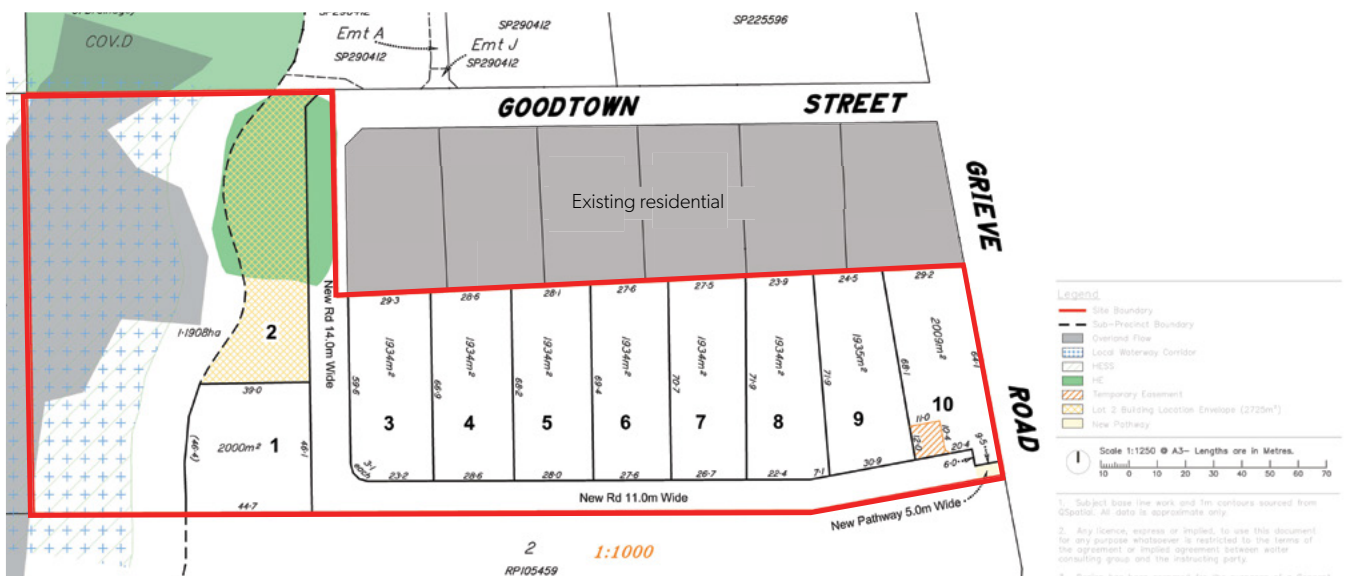 COV.D
SP290412
Emt A
SP290412
SP290412
Emt J
SP290412
SP225596
GOODTOWN STREET
GRIEVE
ROAD
Existing residential
New Rd 14.0m Wide
1·1908ha
2
39·0
(46·4)
2000m²
1
46·1
44·7
29·3
28·6
28·1
27·6
27·5
23·9
24·5
29·2
59·6
1934m²
3
3·1
each
23·2
66·9
1934m²
4
28·6
68·2
1934m²
5
28·0
69·4
1934m²
6
27·6
70·7
1934m²
7
26·7
71·9
1934m²
8
22·4
7·1
71·9
1935m²
9
30·9
68·1
2009m²
64·1
10
11·0
12·0
10·4
20·4
9·5
6·0
7·1
New Rd 11.0m Wide
New Pathway 5.0m Wide
2
1:1000
RP105459
Legend
Site Boundary
Sub-Precinct Boundary
Overland Flow
Local Waterway Corridor
HESS
HE
Temporary Easement
Lot 2 Building Location Envelope (2725m²)
New Pathway
Scale 1:1250 @ A3- Lengths are in Metres.
10 0 10 20 30 40 50 60 70
1. Subject base line work and 1m contours sourced from
QSpatial. All data is approximate only.
2. Any licence, express or implied, to use this document
for any purpose whatsoever is restricted to the terms of
the agreement or implied agreement between wolter
consulting group and the instructing party.